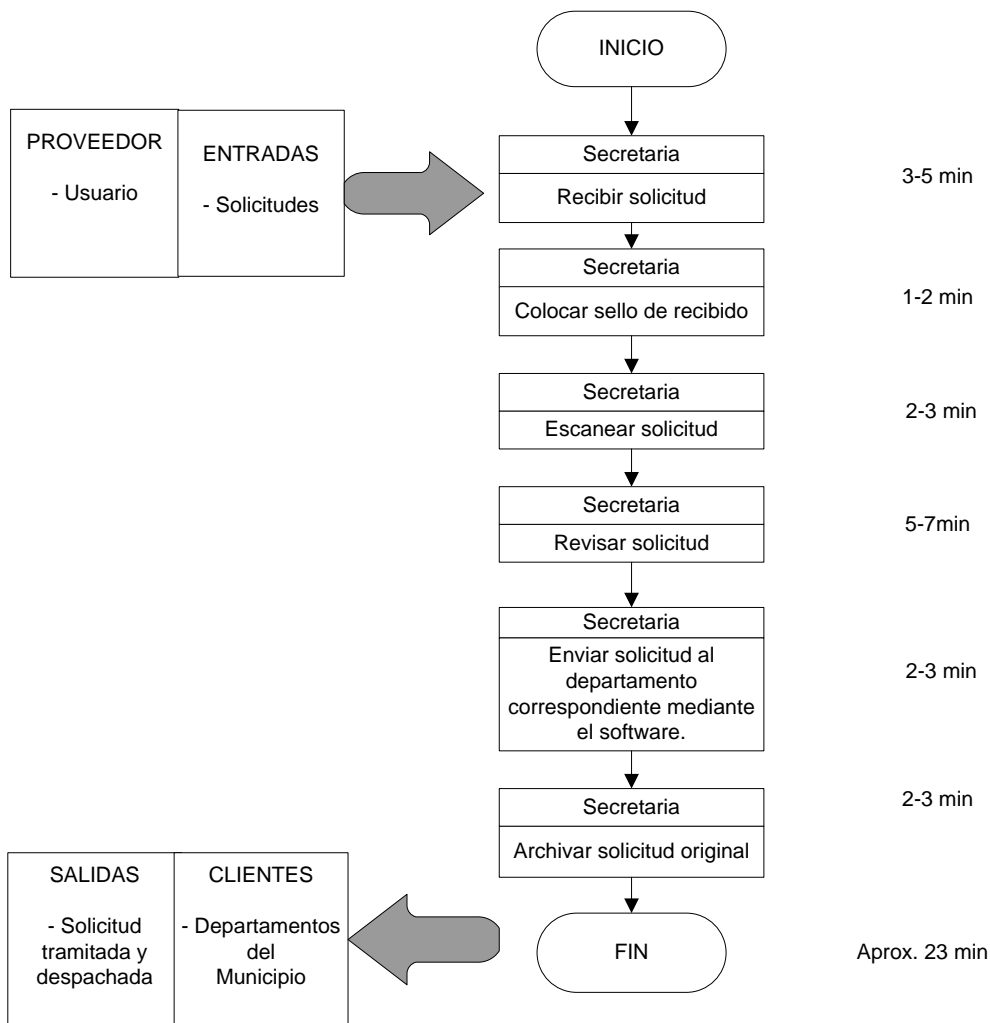 INICIO
PROVEEDOR
- Usuario
ENTRADAS
- Solicitudes
Secretaria
Recibir solicitud
3-5 min
Secretaria
Colocar sello de recibido
1-2 min
Secretaria
Escanear solicitud
2-3 min
Secretaria
Revisar solicitud
5-7min
Secretaria
Enviar solicitud al
departamento
correspondiente mediante
el software.
2-3 min
Secretaria
Archivar solicitud original
2-3 min
SALIDAS
- Solicitud
tramitada y
despachada
CLIENTES
- Departamentos
del
Municipio
FIN
Aprox. 23 min